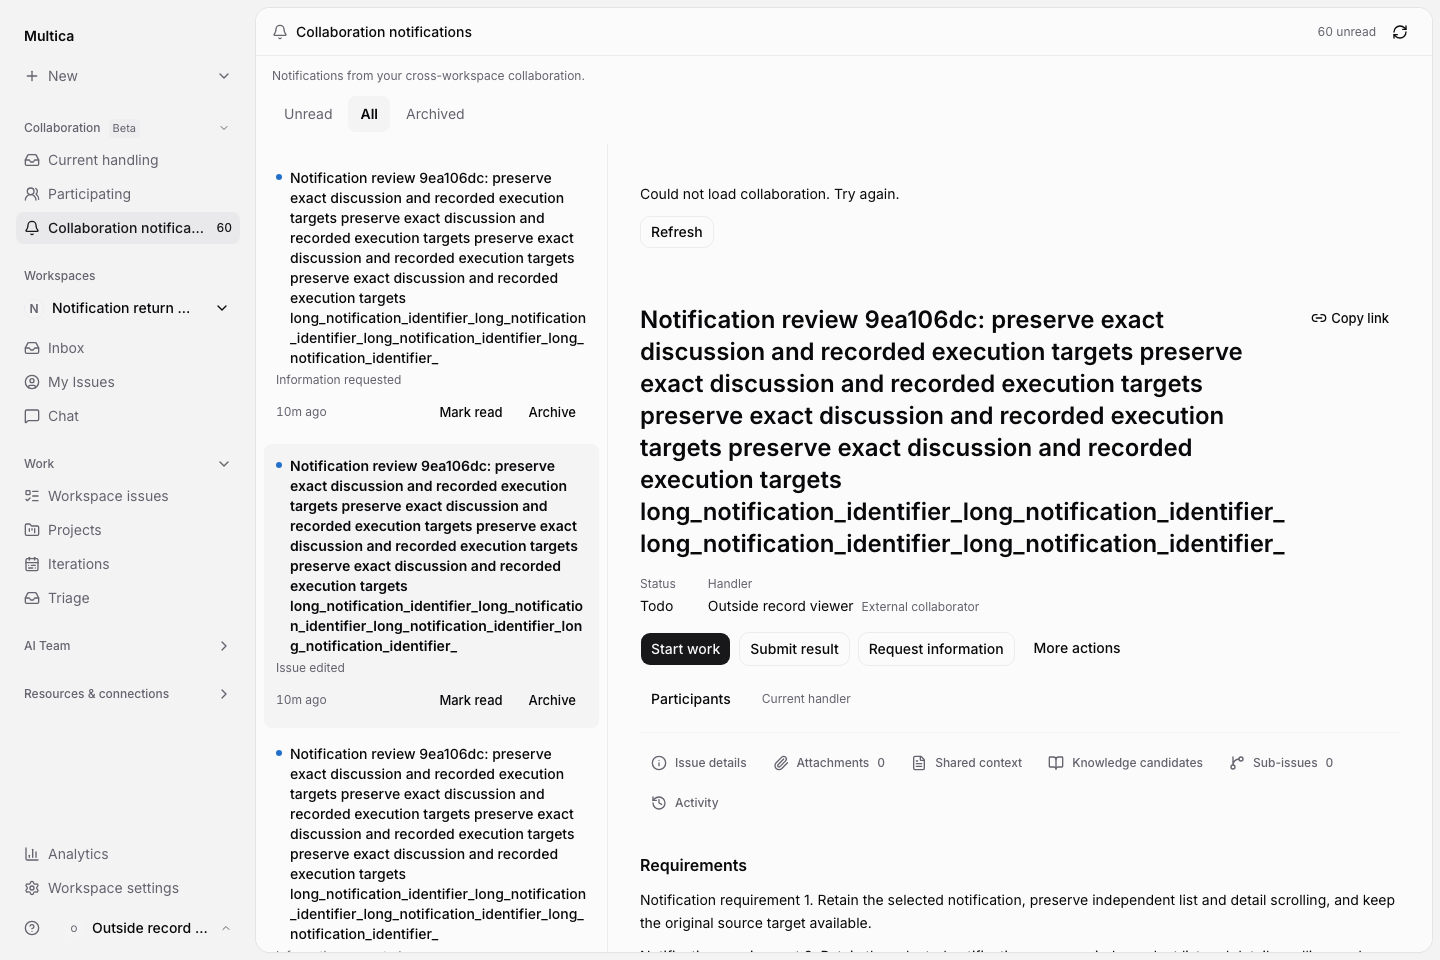 Multica
New
Collaboration Beta
Current handling
Participating
Collaboration notifica... 60
Workspaces
N Notification return ...
Inbox
My Issues
Chat
Work
Workspace issues
Projects
Iterations
Triage
AI Team
Resources & connections
Analytics
Workspace settings
o Outside record ...
Collaboration notifications
60 unread
Notifications from your cross-workspace collaboration.
Unread All Archived
Notification review 9ea106dc: preserve
exact discussion and recorded execution
targets preserve exact discussion and
recorded execution targets preserve exact
discussion and recorded execution targets
preserve exact discussion and recorded
execution targets
long_notification_identifier_long_notification
_identifier_long_notification_identifier_long_
notification_identifier_
Information requested
10m ago Mark read Archive
Notification review 9ea106dc: preserve
exact discussion and recorded execution
targets preserve exact discussion and
recorded execution targets preserve exact
discussion and recorded execution targets
preserve exact discussion and recorded
execution targets
long_notification_identifier_long_notificatio
n_identifier_long_notification_identifier_lon
g_notification_identifier_
Issue edited
10m ago Mark read Archive
Notification review 9ea106dc: preserve
exact discussion and recorded execution
targets preserve exact discussion and
recorded execution targets preserve exact
discussion and recorded execution targets
preserve exact discussion and recorded
execution targets
long_notification_identifier_long_notification
_identifier_long_notification_identifier_long_
notification_identifier_
Could not load collaboration. Try again.
Refresh
Notification review 9ea106dc: preserve exact
discussion and recorded execution targets preserve
exact discussion and recorded execution targets
preserve exact discussion and recorded execution
targets preserve exact discussion and recorded
execution targets
long_notification_identifier_long_notification_identifier_
long_notification_identifier_long_notification_identifier_
Copy link
Status Handler
Todo Outside record viewer External collaborator
Start work Submit result Request information More actions
Participants Current handler
Issue details Attachments 0 Shared context Knowledge candidates Sub-issues 0
Activity
Requirements
Notification requirement 1. Retain the selected notification, preserve independent list and detail scrolling, and keep
the original source target available.